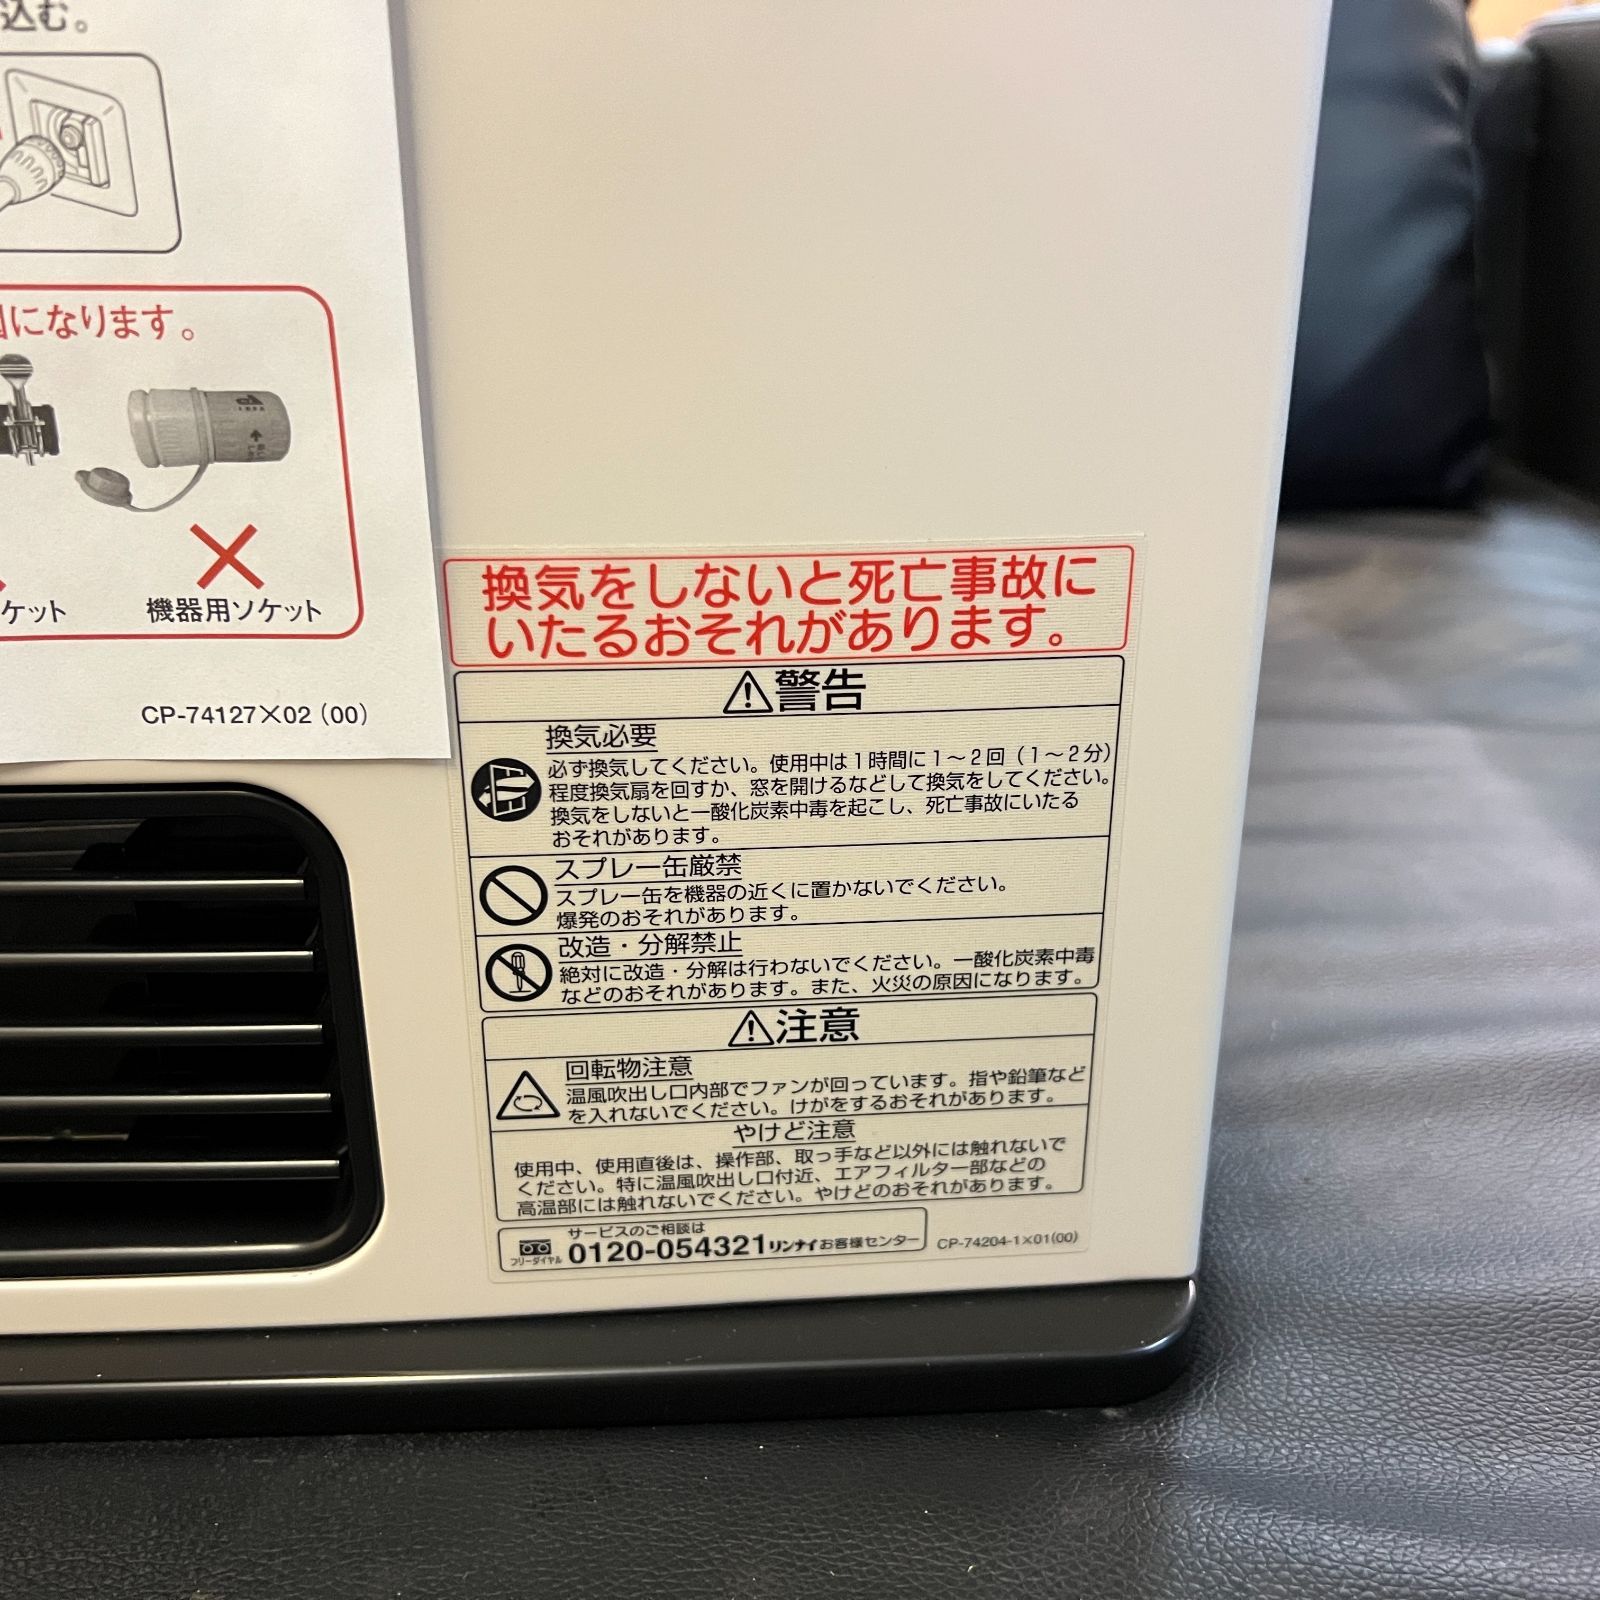 込む。
になります。
ケット
機器用ソケット
CP-74127×02（00）
換気をしないと死亡事故に
いたるおそれがあります。
⚠警告
換気必要
必ず換気してください。使用中は1時間に1～2回（1～2分）
程度換気扇を回すか、窓を開けるなどして換気をしてください。
換気をしないと一酸化炭素中毒を起こし、死亡事故にいたる
おそれがあります。
スプレー缶厳禁
スプレー缶を機器の近くに置かないでください。
爆発のおそれがあります。
改造・分解禁止
絶対に改造・分解は行わないでください。一酸化炭素中毒
などのおそれがあります。また、火災の原因になります。
⚠注意
回転物注意
温風吹出し口内部でファンが回っています。指や鉛筆など
を入れないでください。けがをするおそれがあります。
やけど注意
使用中、使用直後は、操作部、取っ手など以外には触れないで
ください。特に温風吹出し口付近、エアフィルター部などの
高温部には触れないでください。やけどのおそれがあります。
サービスのご相談は
フリーダイヤル 0120-054321 リンナイお客様センター
CP-74204-1×01(00)